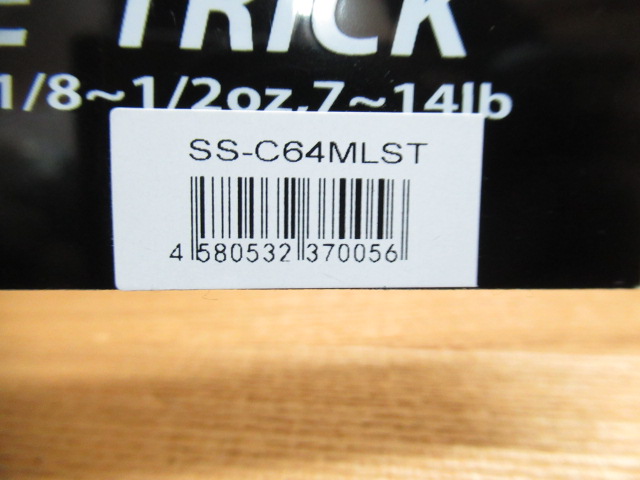 TRICK
1/8~1/2oz,7~14lb
SS-C64MLST
4 580532 370056